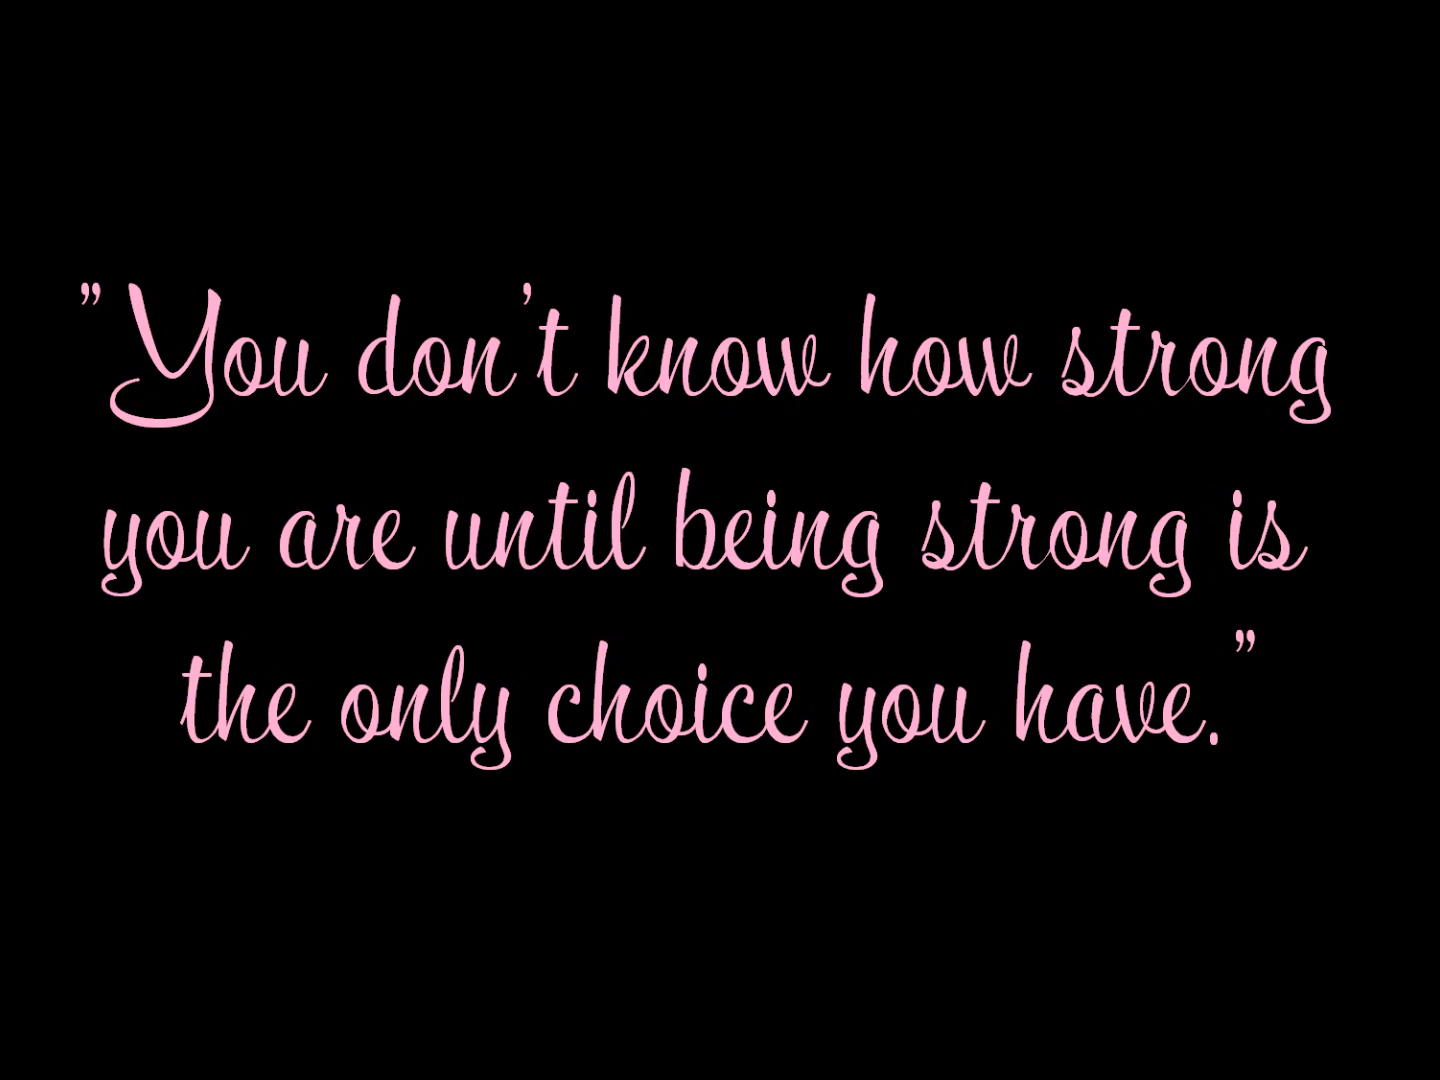 "You don't know how strong
you are until being strong is
the only choice you have."